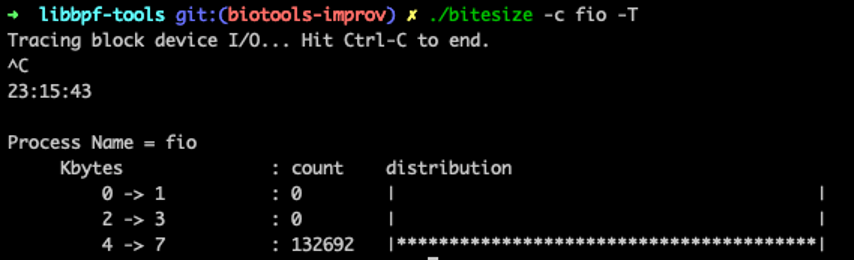 ➜  libbpf-tools git:(biotools-improv) ✗ ./bitesize -c fio -T
Tracing block device I/O... Hit Ctrl-C to end.
^C
23:15:43
Process Name = fio
     Kbytes              : count    distribution
         0 -> 1          : 0        |                                        |
         2 -> 3          : 0        |                                        |
         4 -> 7          : 132692   |****************************************|